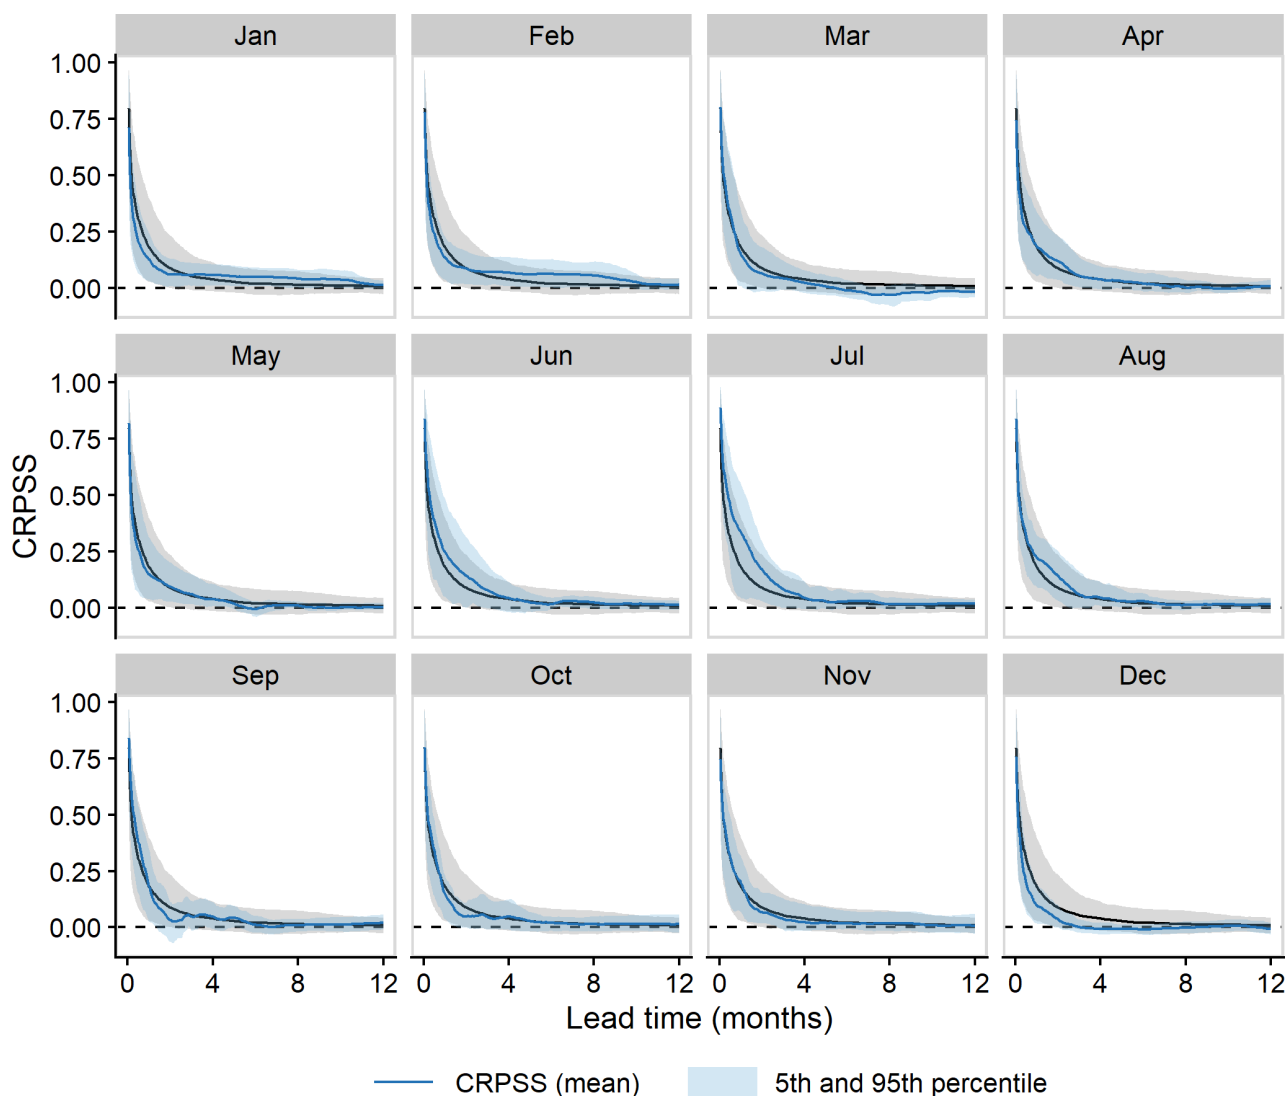 Jan Feb Mar Apr
1.00
0.75
0.50
0.25
0.00
May Jun Jul Aug
1.00
0.75
0.50
0.25
0.00
CRPSS
Sep Oct Nov Dec
1.00
0.75
0.50
0.25
0.00
0 4 8 12 0 4 8 12 0 4 8 12 0 4 8 12
Lead time (months)
CRPSS (mean) 5th and 95th percentile